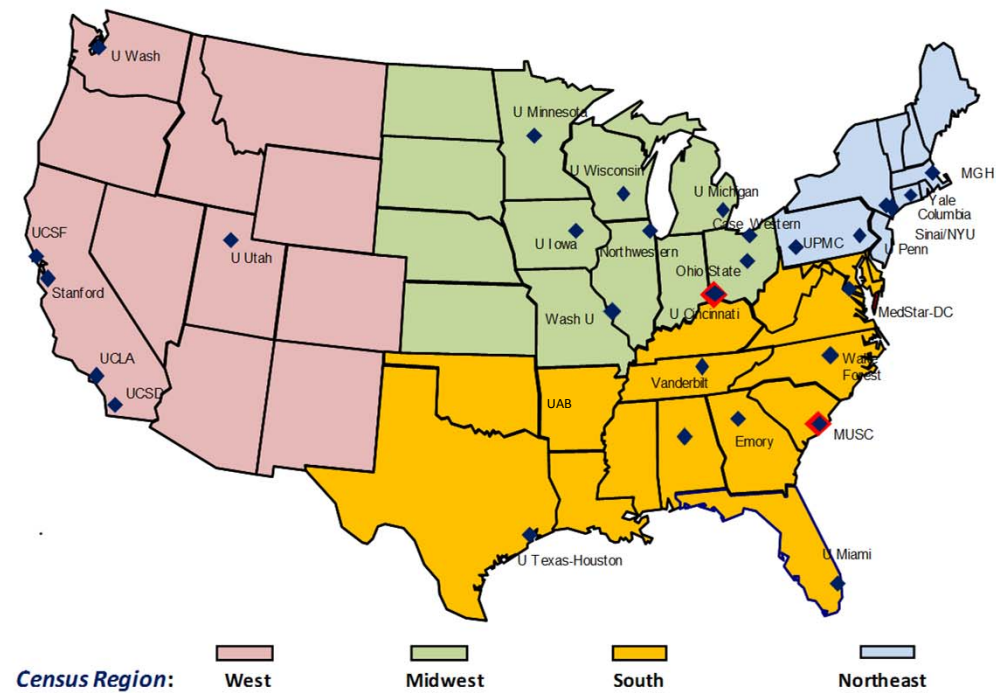 U Wash
U Minnesota
U Wisconsin
MGH
U Michigan
Yale
Columbia
Case Western
UCSF
Sinai/NYU
U Iowa
Northwestern
UPMC
U Penn
U Utah
Ohio State
Stanford
Wash U
U Cincinnati
MedStar-DC
UCLA
Wake
Forest
Vanderbilt
UCSD
UAB
Emory
MUSC
U Texas-Houston
U Miami
Census Region: West Midwest South Northeast